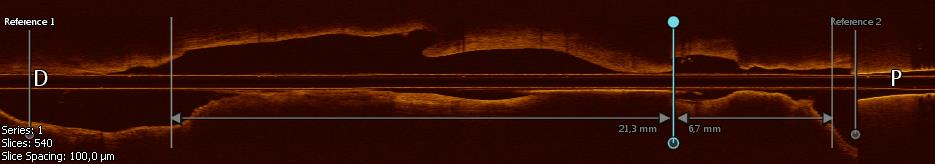 Reference 1
Reference 2
D
P
21,3 mm
6,7 mm
Series: 1
Slices: 540
Slice Spacing: 100,0 µm